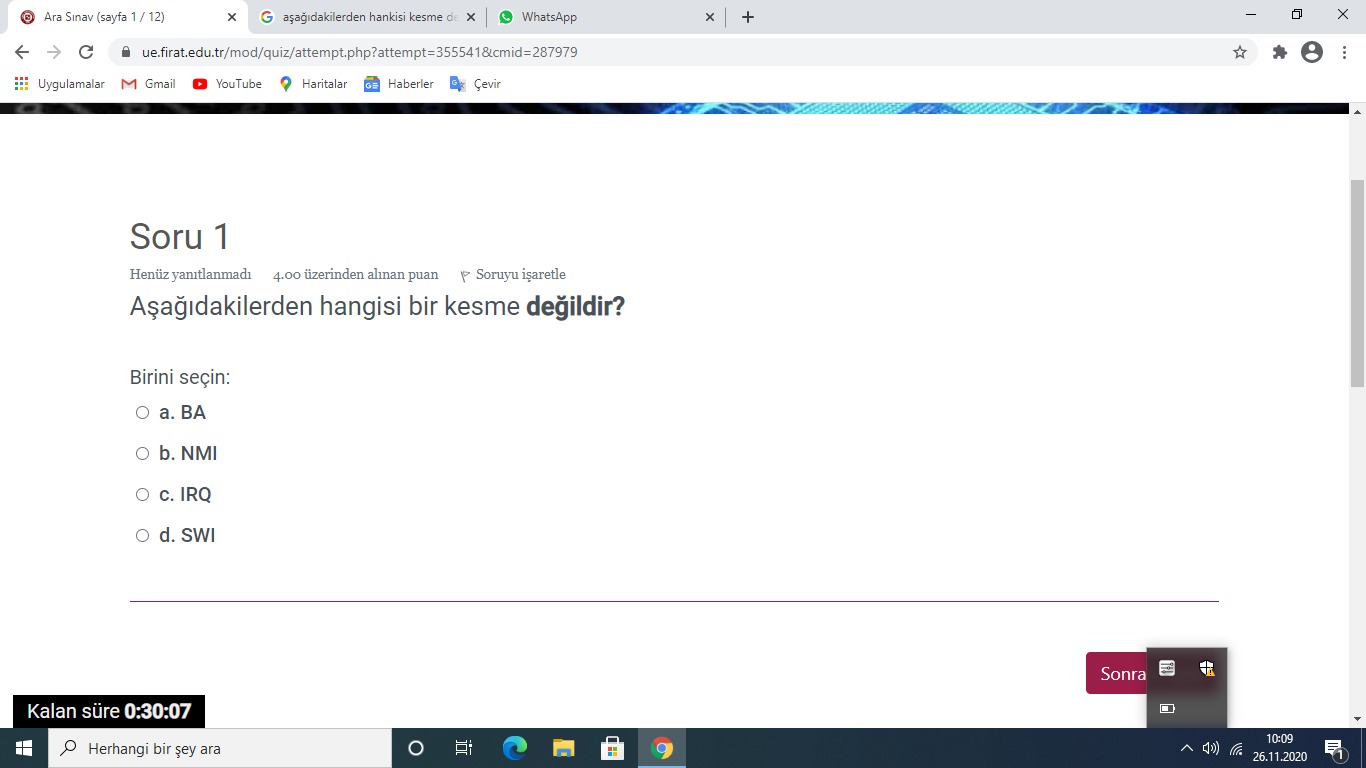 Ara Sınav (sayfa 1 / 12)
aşağıdakilerden hankisi kesme de
WhatsApp
ue.firat.edu.tr/mod/quiz/attempt.php?attempt=355541&cmid=287979
Uygulamalar
Gmail
YouTube
Haritalar
Haberler
Çevir
Soru 1
Henüz yanıtlanmadı 4.00 üzerinden alınan puan Soruyu işaretle
Aşağıdakilerden hangisi bir kesme değildir?
Birini seçin:
a. BA
b. NMI
c. IRQ
d. SWI
Sonra
Kalan süre 0:30:07
Herhangi bir şey ara
10:09
26.11.2020
1